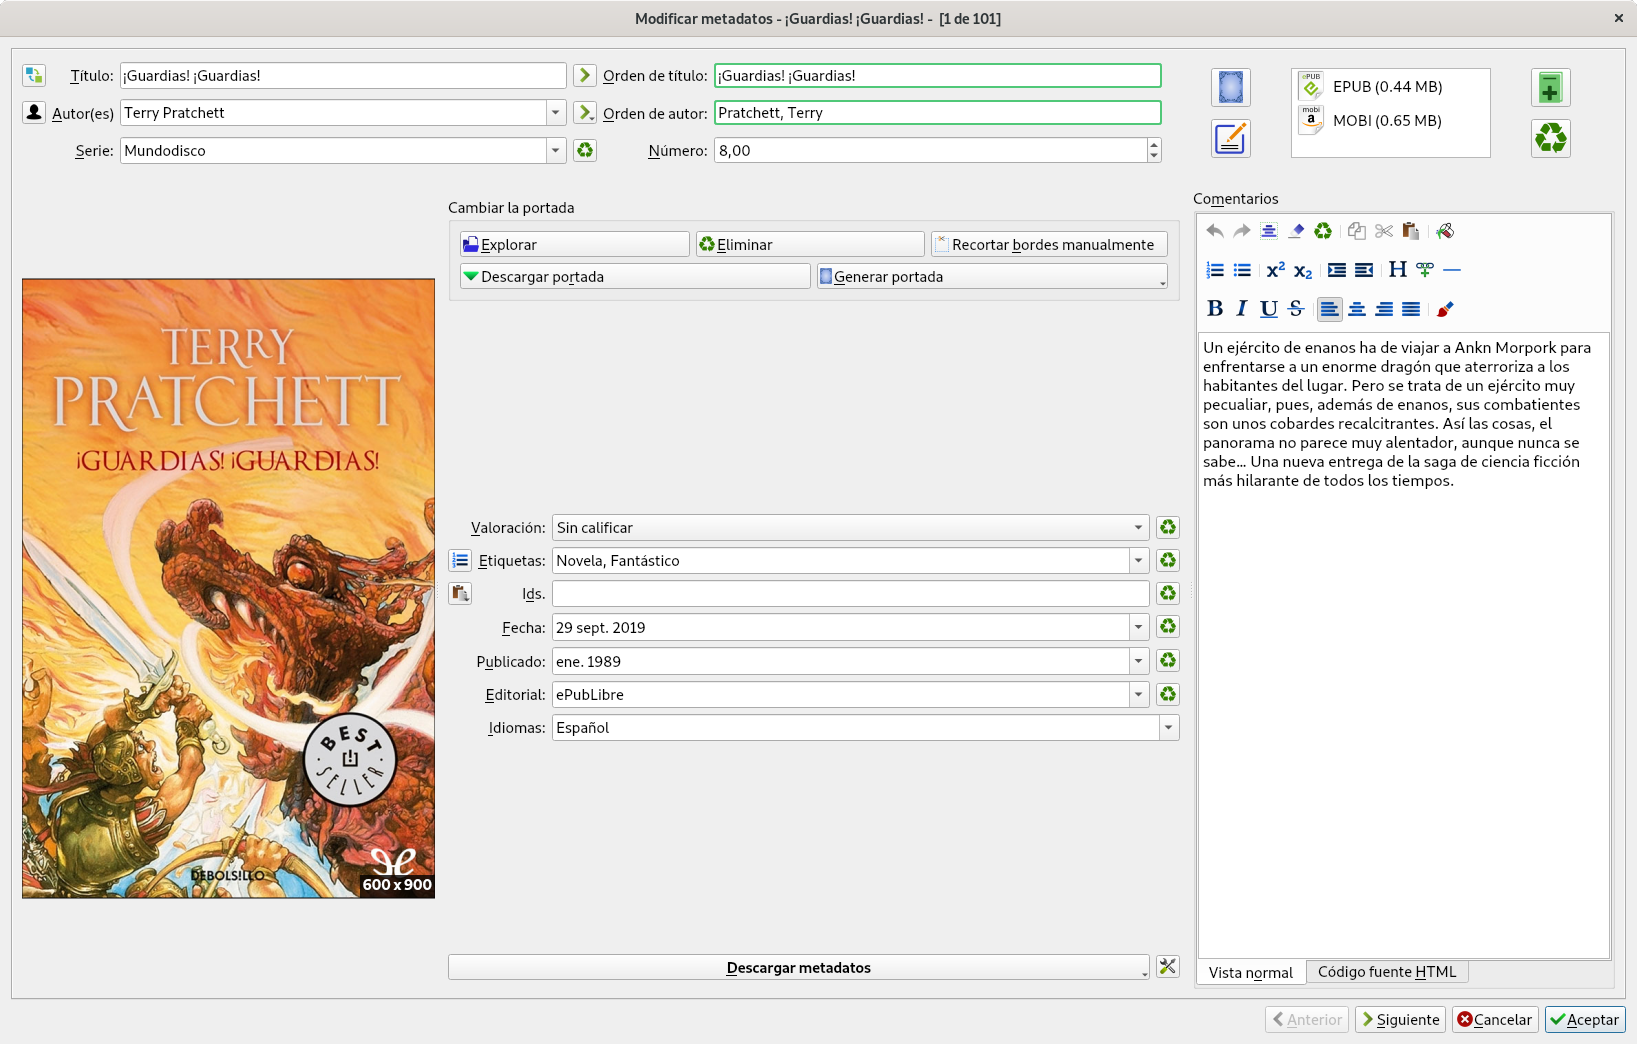 Modificar metadatos - ¡Guardias! ¡Guardias! - [1 de 101]
Título: ¡Guardias! ¡Guardias! Orden de título: ¡Guardias! ¡Guardias!
Autor(es) Terry Pratchett Orden de autor: Pratchett, Terry
Serie: Mundodisco Número: 8,00
ePUB EPUB (0.44 MB)
mobi MOBI (0.65 MB)
Cambiar la portada
Explorar Eliminar Recortar bordes manualmente
Descargar portada Generar portada
TERRY
PRATCHETT
¡GUARDIAS! ¡GUARDIAS!
BEST
SELLER
DEBOLS!LLO
600 x 900
Valoración: Sin calificar
Etiquetas: Novela, Fantástico
Ids.
Fecha: 29 sept. 2019
Publicado: ene. 1989
Editorial: ePubLibre
Idiomas: Español
Descargar metadatos
Comentarios
x² x₂ H
B I U S
Un ejército de enanos ha de viajar a Ankn Morpork para
enfrentarse a un enorme dragón que aterroriza a los
habitantes del lugar. Pero se trata de un ejército muy
pecualiar, pues, además de enanos, sus combatientes
son unos cobardes recalcitrantes. Así las cosas, el
panorama no parece muy alentador, aunque nunca se
sabe... Una nueva entrega de la saga de ciencia ficción
más hilarante de todos los tiempos.
Vista normal Código fuente HTML
Anterior Siguiente Cancelar Aceptar